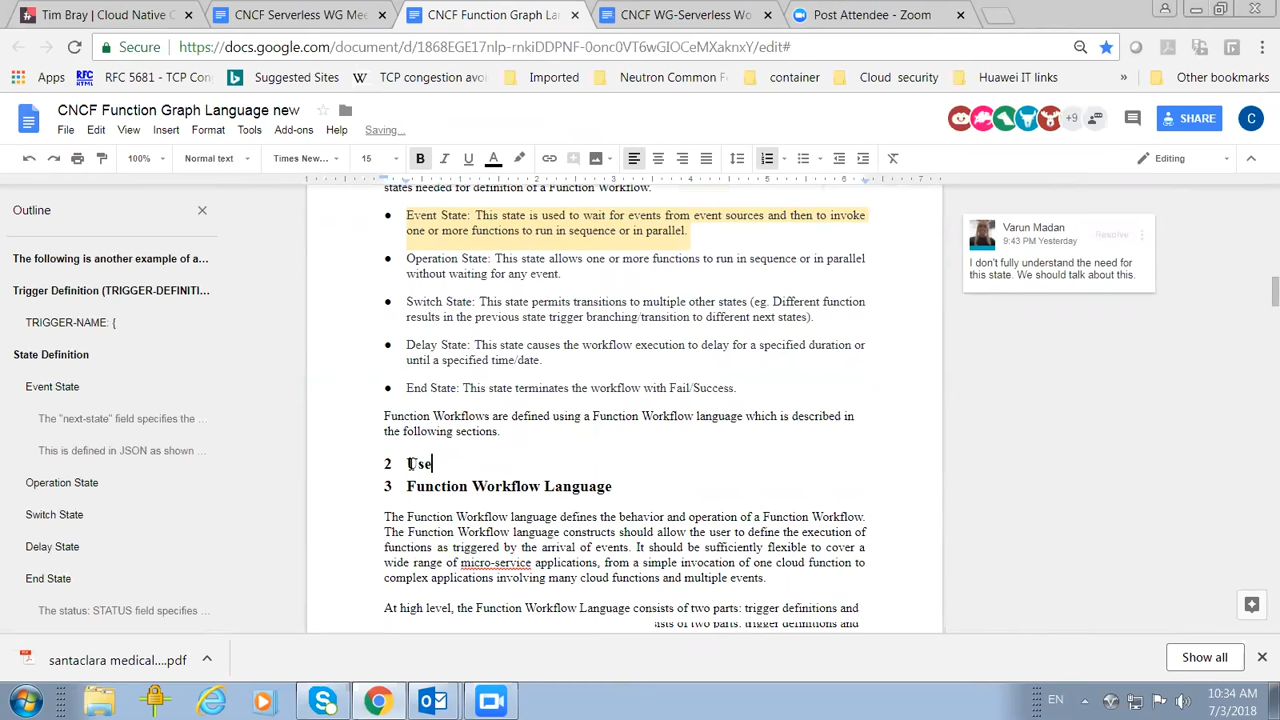 Tim Bray | Cloud Native C
CNCF Serverless WG Mee
CNCF Function Graph La
CNCF WG-Serverless Wo
Post Attendee - Zoom
Secure
https://docs.google.com/document/d/1868EGE17nlp-rnkiDDPNF-0onc0VT6wGIOCeMXaknxY/edit#
Apps
RFC 5681 - TCP Con
Suggested Sites
TCP congestion avo
Imported
Neutron Common
container
Cloud security
Huawei IT links
»
Other bookmarks
CNCF Function Graph Language new
File Edit View Insert Format Tools Add-ons Help Saving...
+9
SHARE
C
100%
Normal text
Times New...
15
B I U A
Editing
1 1 2 3 4 5 6 7
Outline
The following is another example of a...
Trigger Definition (TRIGGER-DEFINITI...
TRIGGER-NAME: {
State Definition
Event State
The "next-state" field specifies the ...
This is defined in JSON as shown ...
Operation State
Switch State
Delay State
End State
The status: STATUS field specifies ...
states needed for definition of a Function Workflow.
● Event State: This state is used to wait for events from event sources and then to invoke
one or more functions to run in sequence or in parallel.
● Operation State: This state allows one or more functions to run in sequence or in parallel
without waiting for any event.
● Switch State: This state permits transitions to multiple other states (eg. Different function
results in the previous state trigger branching/transition to different next states).
● Delay State: This state causes the workflow execution to delay for a specified duration or
until a specified time/date.
● End State: This state terminates the workflow with Fail/Success.
Function Workflows are defined using a Function Workflow language which is described in
the following sections.
2 Use
3 Function Workflow Language
The Function Workflow language defines the behavior and operation of a Function Workflow.
The Function Workflow language constructs should allow the user to define the execution of
functions as triggered by the arrival of events. It should be sufficiently flexible to cover a
wide range of micro-service applications, from a simple invocation of one cloud function to
complex applications involving many cloud functions and multiple events.
At high level, the Function Workflow Language consists of two parts: trigger definitions and
Varun Madan
9:43 PM Yesterday
Resolve
I don't fully understand the need for
this state. We should talk about this.
santaclara medical....pdf
Show all
EN
10:34 AM
7/3/2018